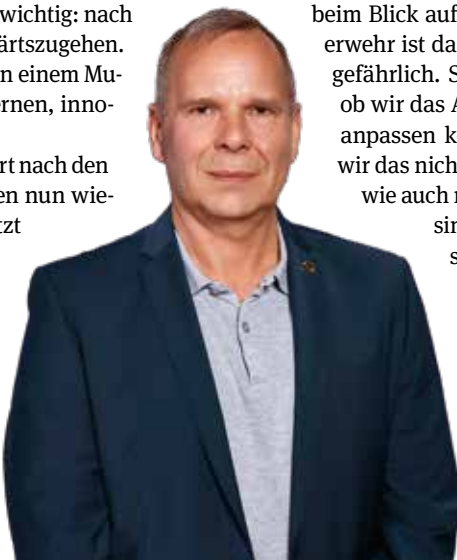 wichtig: nach
ärtszugehen.
n einem Mu-
ernen, inno-
rt nach den
en nun wie-
tzt
beim Blick auf
erwehr ist da
gefährlich. S
ob wir das A
anpassen k
wir das nich
wie auch
sin
s